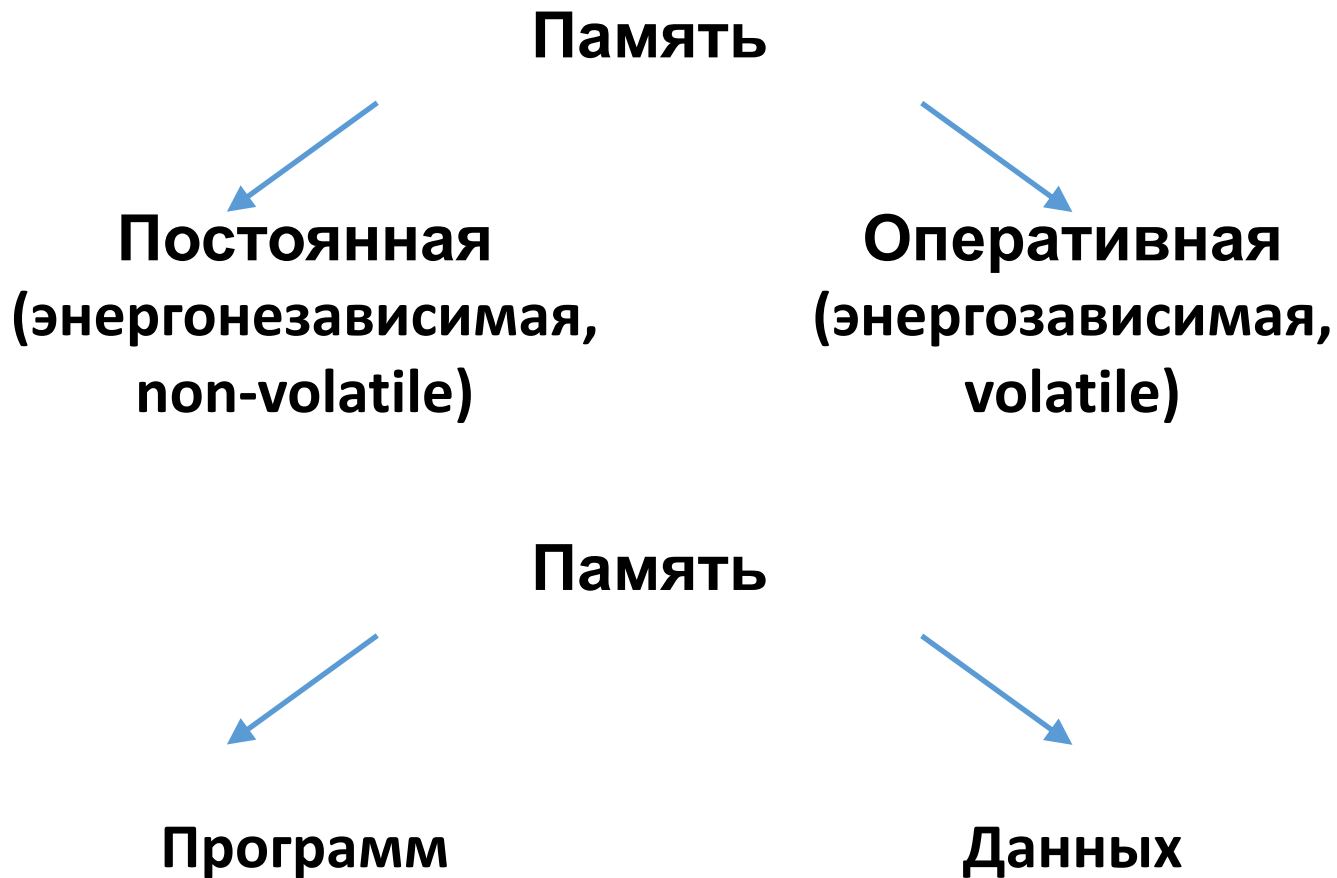 Память
Постоянная
(энергонезависимая,
non-volatile)
Оперативная
(энергозависимая,
volatile)
Память
Программ
Данных